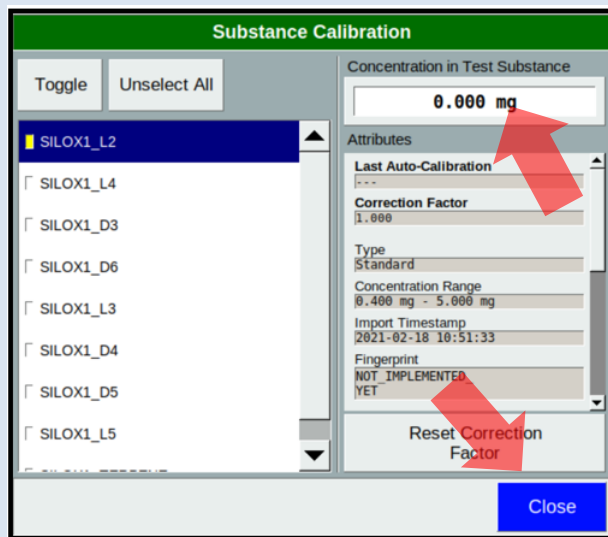 Substance Calibration
Toggle
Unselect All
SILOX1_L2
SILOX1_L4
SILOX1_D3
SILOX1_D6
SILOX1_L3
SILOX1_D4
SILOX1_D5
SILOX1_L5
Concentration in Test Substance
0.000 mg
Attributes
Last Auto-Calibration
---
Correction Factor
1.000
Type
Standard
Concentration Range
0.400 mg - 5.000 mg
Import Timestamp
2021-02-18 10:51:33
Fingerprint
NOT_IMPLEMENTED_
YET
Reset Correction
Factor
Close